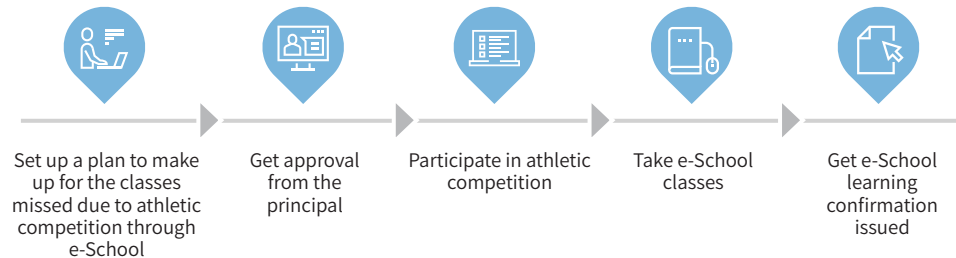 Set up a plan to make
up for the classes
missed due to athletic
competition through
e-School
Get approval
from the
principal
Participate in athletic
competition
Take e-School
classes
Get e-School
learning
confirmation
issued